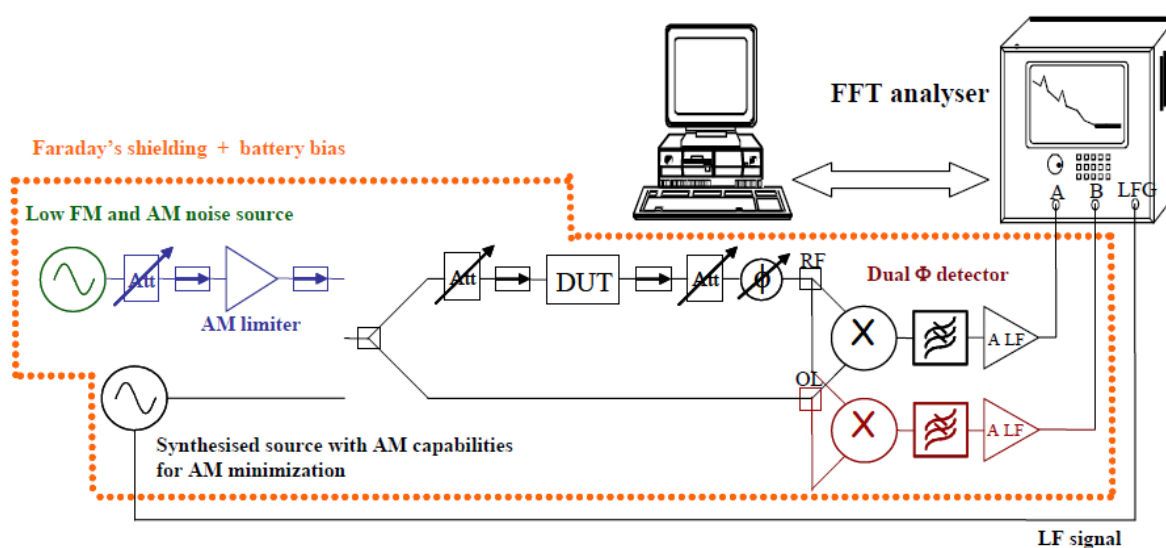 FFT analyser
Faraday's shielding + battery bias
A B LFG
Low FM and AM noise source
Att
AM limiter
Att
DUT
Att
ϕ
RF
Dual Φ detector
X
A LF
OL
X
A LF
Synthesised source with AM capabilities
for AM minimization
LF signal